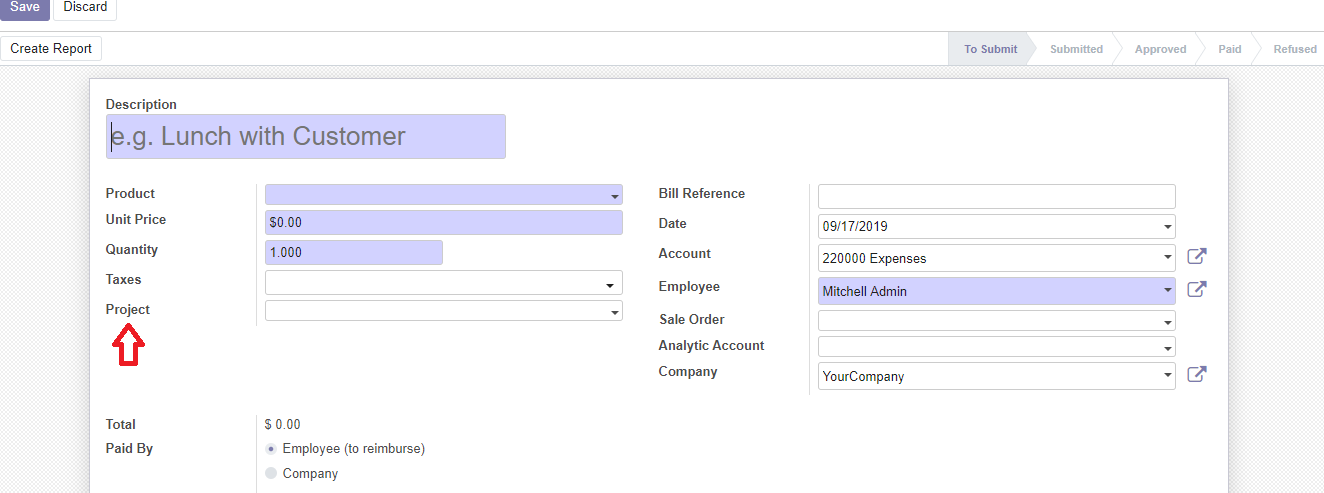 Save Discard
Create Report To Submit Submitted Approved Paid Refused
Description
e.g. Lunch with Customer
Product
Unit Price $0.00
Quantity 1.000
Taxes
Project
Bill Reference
Date 09/17/2019
Account 220000 Expenses
Employee Mitchell Admin
Sale Order
Analytic Account
Company YourCompany
Total $ 0.00
Paid By Employee (to reimburse)
Company